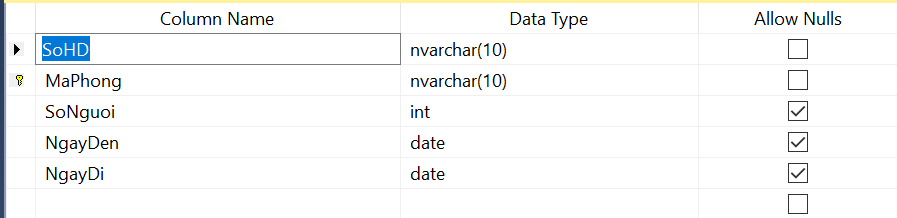 Column Name Data Type Allow Nulls
SoHD nvarchar(10)
MaPhong nvarchar(10)
SoNguoi int
NgayDen date
NgayDi date